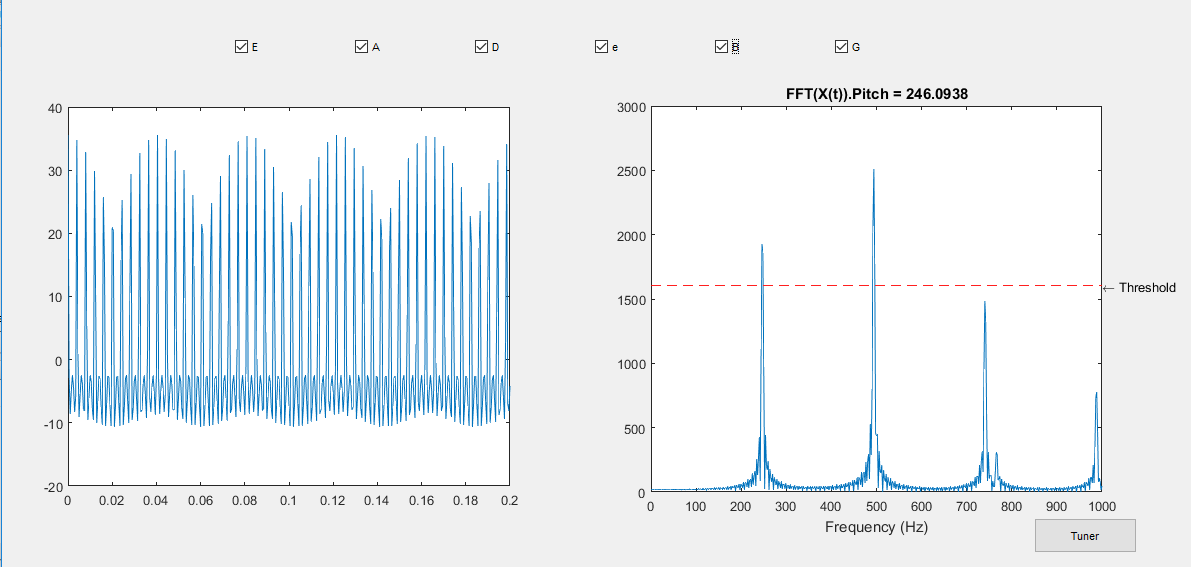 E A D e B G
FFT(X(t)).Pitch = 246.0938
40
30
20
10
0
-10
-20
0 0.02 0.04 0.06 0.08 0.1 0.12 0.14 0.16 0.18 0.2
3000
2500
2000
1500
1000
500
0
← Threshold
0 100 200 300 400 500 600 700 800 900 1000
Frequency (Hz)
Tuner